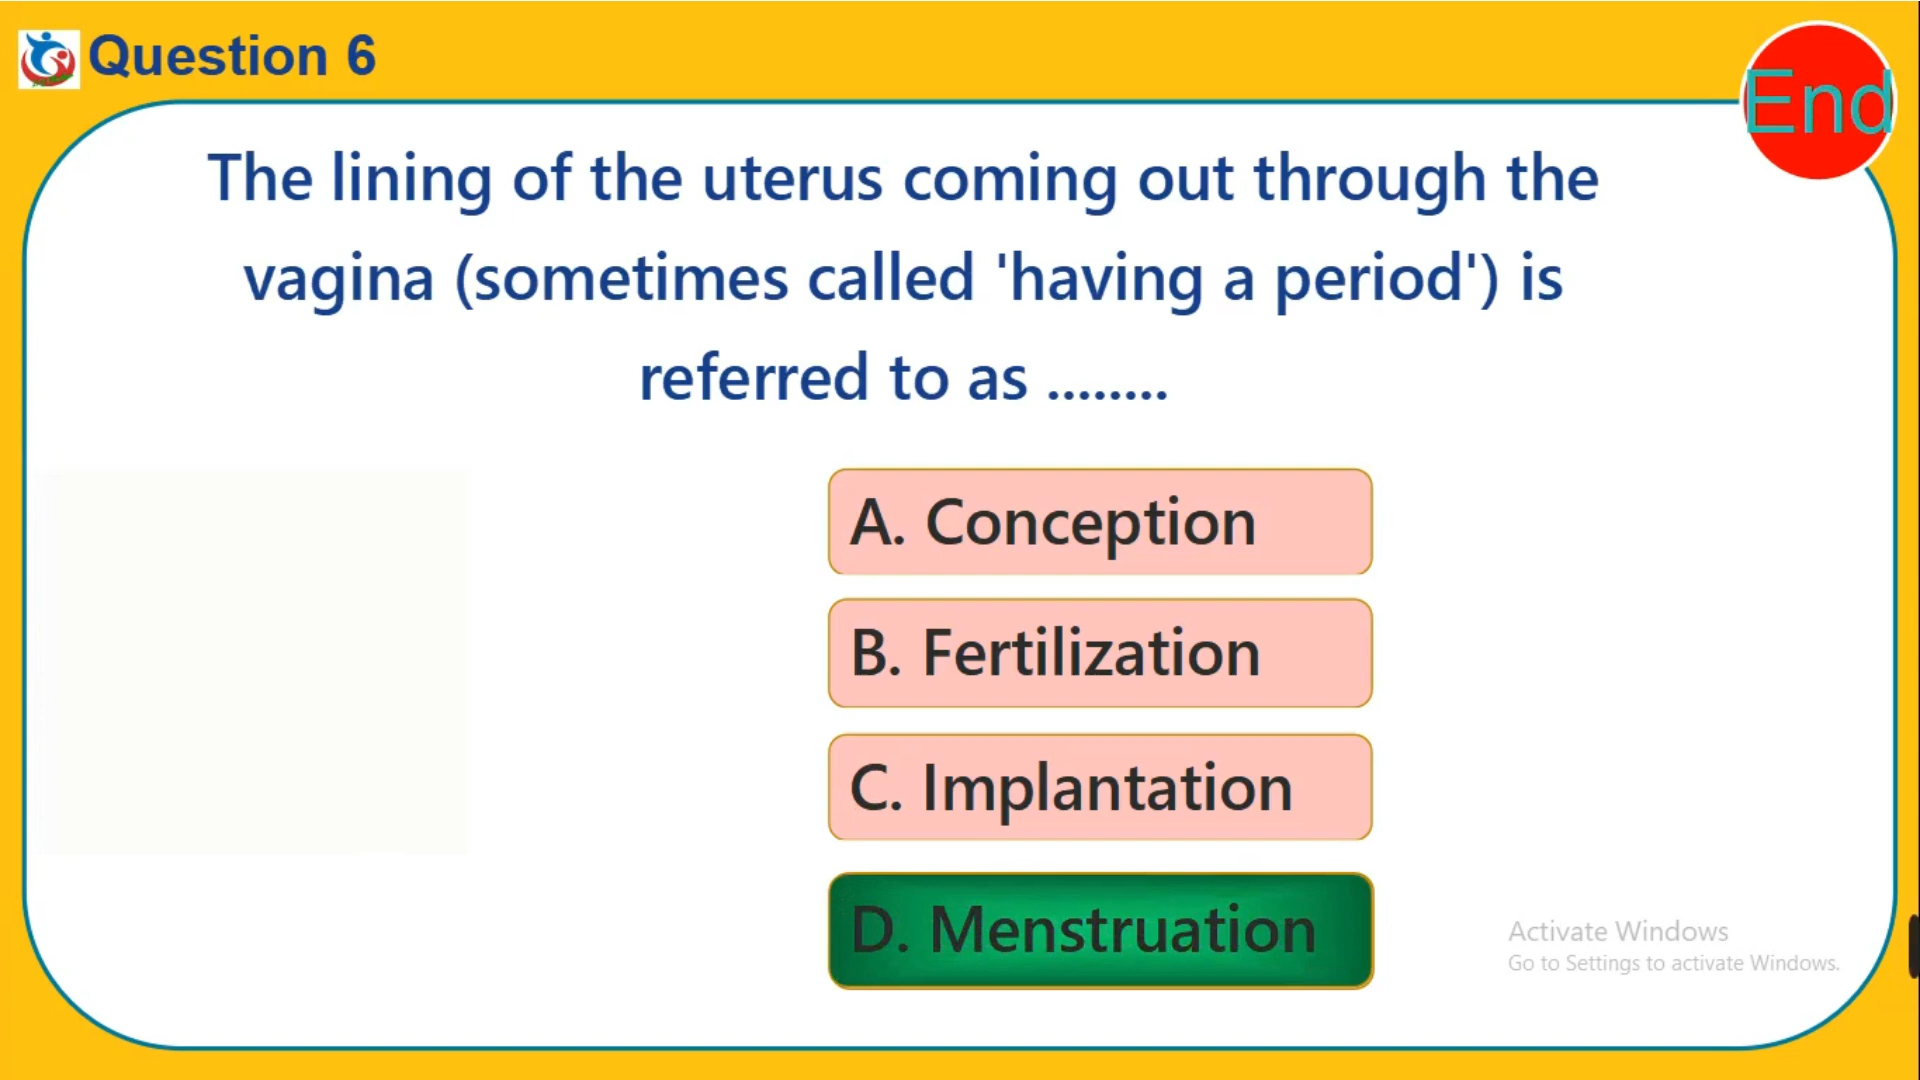 Question 6
End
The lining of the uterus coming out through the
vagina (sometimes called 'having a period') is
referred to as ........
A. Conception
B. Fertilization
C. Implantation
D. Menstruation
Activate Windows
Go to Settings to activate Windows.